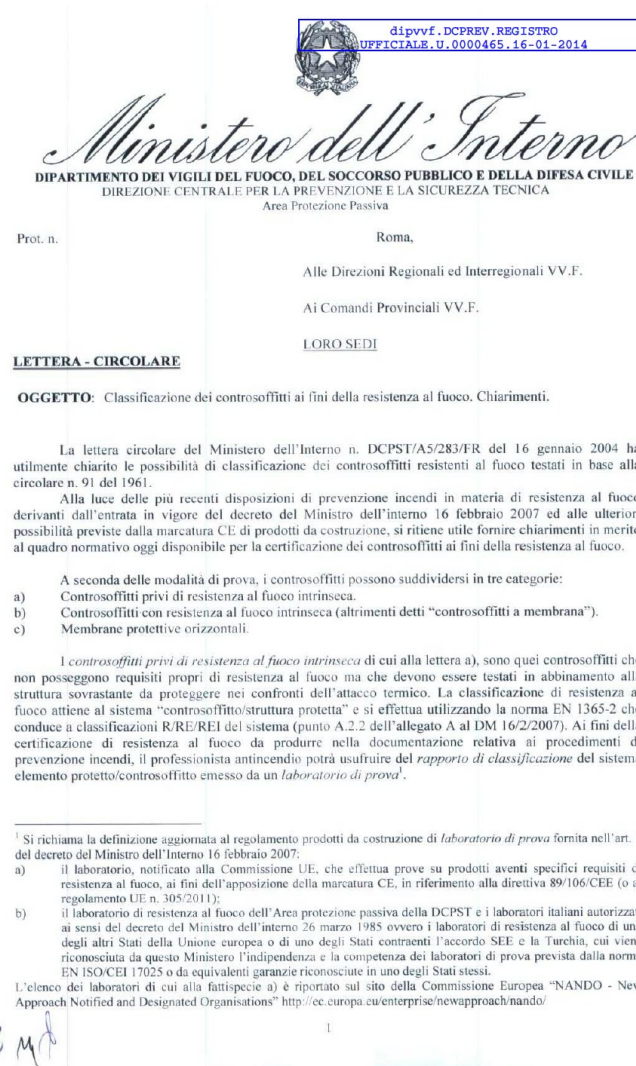 dipvvf.DCPREV.REGISTRO
UFFICIALE.U.0000465.16-01-2014
Ministero dell'Interno
DIPARTIMENTO DEI VIGILI DEL FUOCO, DEL SOCCORSO PUBBLICO E DELLA DIFESA CIVILE
DIREZIONE CENTRALE PER LA PREVENZIONE E LA SICUREZZA TECNICA
Area Protezione Passiva
Prot. n.
Roma,
Alle Direzioni Regionali ed Interregionali VV.F.
Ai Comandi Provinciali VV.F.
LORO SEDI
LETTERA - CIRCOLARE
OGGETTO: Classificazione dei controsoffitti ai fini della resistenza al fuoco. Chiarimenti.
La lettera circolare del Ministero dell'Interno n. DCPST/A5/283/FR del 16 gennaio 2004 ha
utilmente chiarito le possibilità di classificazione dei controsoffitti resistenti al fuoco testati in base alla
circolare n. 91 del 1961.
Alla luce delle più recenti disposizioni di prevenzione incendi in materia di resistenza al fuoco
derivanti dall'entrata in vigore del decreto del Ministro dell'interno 16 febbraio 2007 ed alle ulterior
possibilità previste dalla marcatura CE di prodotti da costruzione, si ritiene utile fornire chiarimenti in merito
al quadro normativo oggi disponibile per la certificazione dei controsoffitti ai fini della resistenza al fuoco.
A seconda delle modalità di prova, i controsoffitti possono suddividersi in tre categorie:
a) Controsoffitti privi di resistenza al fuoco intrinseca.
b) Controsoffitti con resistenza al fuoco intrinseca (altrimenti detti "controsoffitti a membrana").
c) Membrane protettive orizzontali.
I controsoffitti privi di resistenza al fuoco intrinseca di cui alla lettera a), sono quei controsoffitti che
non posseggono requisiti propri di resistenza al fuoco ma che devono essere testati in abbinamento all
struttura sovrastante da proteggere nei confronti dell'attacco termico. La classificazione di resistenza a
fuoco attiene al sistema "controsoffitto/struttura protetta" e si effettua utilizzando la norma EN 1365-2 che
conduce a classificazioni R/RE/REI del sistema (punto A.2.2 dell'allegato A al DM 16/2/2007). Ai fini della
certificazione di resistenza al fuoco da produrre nella documentazione relativa ai procedimenti d
prevenzione incendi, il professionista antincendio potrà usufruire del rapporto di classificazione del sistema
elemento protetto/controsoffitto emesso da un laboratorio di prova¹.
¹ Si richiama la definizione aggiornata al regolamento prodotti da costruzione di laboratorio di prova fornita nell'art.
del decreto del Ministro dell'Interno 16 febbraio 2007:
a) il laboratorio, notificato alla Commissione UE, che effettua prove su prodotti aventi specifici requisiti d
resistenza al fuoco, ai fini dell'apposizione della marcatura CE, in riferimento alla direttiva 89/106/CEE (o a
regolamento UE n. 305/2011);
b) il laboratorio di resistenza al fuoco dell'Area protezione passiva della DCPST e i laboratori italiani autorizzat
ai sensi del decreto del Ministro dell'interno 26 marzo 1985 ovvero i laboratori di resistenza al fuoco di un
degli altri Stati della Unione europea o di uno degli Stati contraenti l'accordo SEE e la Turchia, cui vien
riconosciuta da questo Ministero l'indipendenza e la competenza dei laboratori di prova prevista dalla norm
EN ISO/CEI 17025 o da equivalenti garanzie riconosciute in uno degli Stati stessi.
L'elenco dei laboratori di cui alla fattispecie a) è riportato sul sito della Commissione Europea "NANDO - New
Approach Notified and Designated Organisations" http://ec.europa.eu/enterprise/newapproach/nando/
1